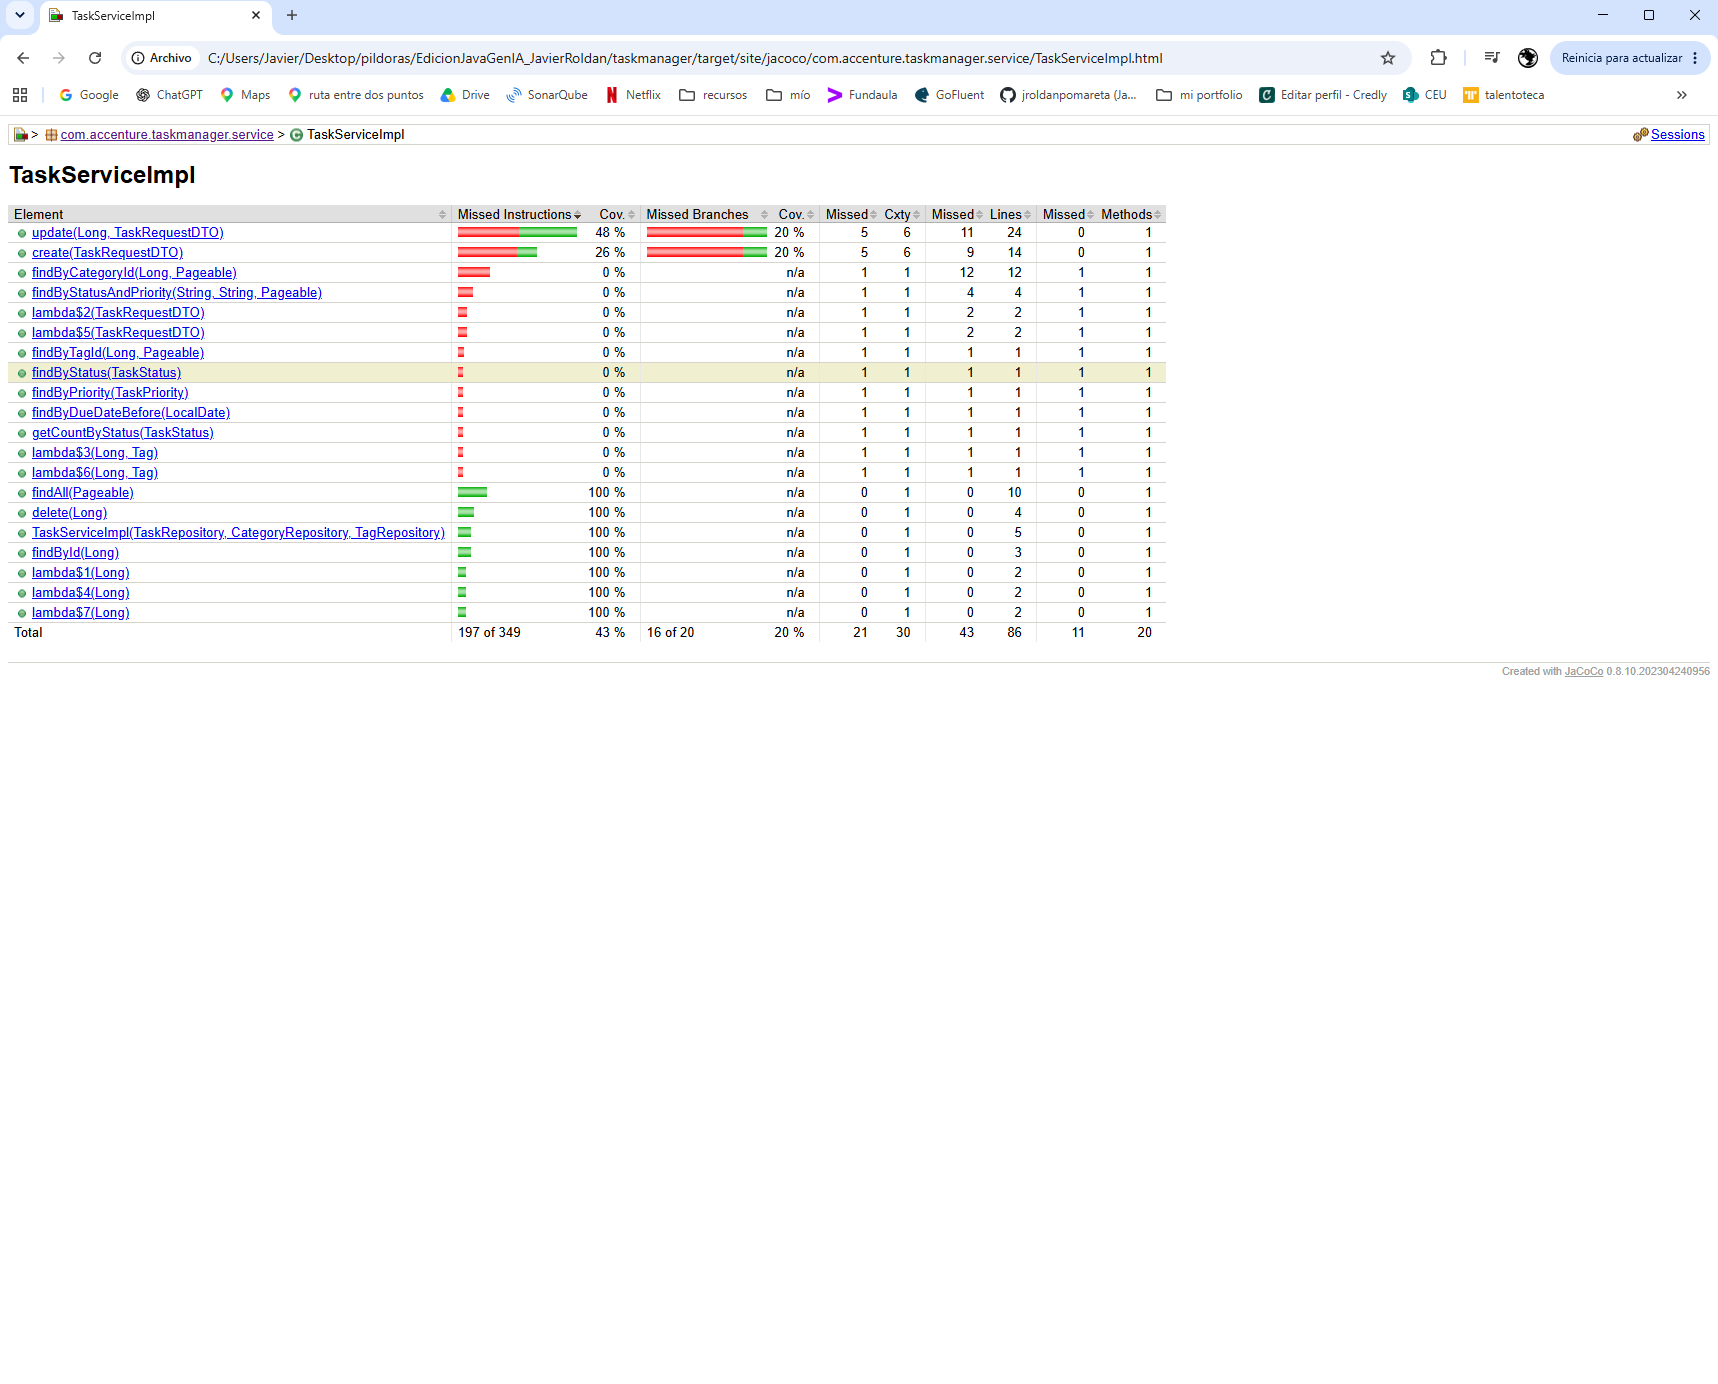 TaskServiceImpl
Archivo C:/Users/Javier/Desktop/pildoras/EdicionJavaGenIA_JavierRoldan/taskmanager/target/site/jacoco/com.accenture.taskmanager.service/TaskServiceImpl.html Reinicia para actualizar
Google ChatGPT Maps ruta entre dos puntos Drive SonarQube Netflix recursos mío Fundaula GoFluent jroldanpomareta (Ja... mi portfolio Editar perfil - Credly CEU talentoteca »
> com.accenture.taskmanager.service > TaskServiceImpl Sessions
TaskServiceImpl
Element Missed Instructions Cov. Missed Branches Cov. Missed Cxty Missed Lines Missed Methods
update(Long, TaskRequestDTO) 48 % 20 % 5 6 11 24 0 1
create(TaskRequestDTO) 26 % 20 % 5 6 9 14 0 1
findByCategoryId(Long, Pageable) 0 % n/a 1 1 12 12 1 1
findByStatusAndPriority(String, String, Pageable) 0 % n/a 1 1 4 4 1 1
lambda$2(TaskRequestDTO) 0 % n/a 1 1 2 2 1 1
lambda$5(TaskRequestDTO) 0 % n/a 1 1 2 2 1 1
findByTagId(Long, Pageable) 0 % n/a 1 1 1 1 1 1
findByStatus(TaskStatus) 0 % n/a 1 1 1 1 1 1
findByPriority(TaskPriority) 0 % n/a 1 1 1 1 1 1
findByDueDateBefore(LocalDate) 0 % n/a 1 1 1 1 1 1
getCountByStatus(TaskStatus) 0 % n/a 1 1 1 1 1 1
lambda$3(Long, Tag) 0 % n/a 1 1 1 1 1 1
lambda$6(Long, Tag) 0 % n/a 1 1 1 1 1 1
findAll(Pageable) 100 % n/a 0 1 0 10 0 1
delete(Long) 100 % n/a 0 1 0 4 0 1
TaskServiceImpl(TaskRepository, CategoryRepository, TagRepository) 100 % n/a 0 1 0 5 0 1
findById(Long) 100 % n/a 0 1 0 3 0 1
lambda$1(Long) 100 % n/a 0 1 0 2 0 1
lambda$4(Long) 100 % n/a 0 1 0 2 0 1
lambda$7(Long) 100 % n/a 0 1 0 2 0 1
Total 197 of 349 43 % 16 of 20 20 % 21 30 43 86 11 20
Created with JaCoCo 0.8.10.202304240956